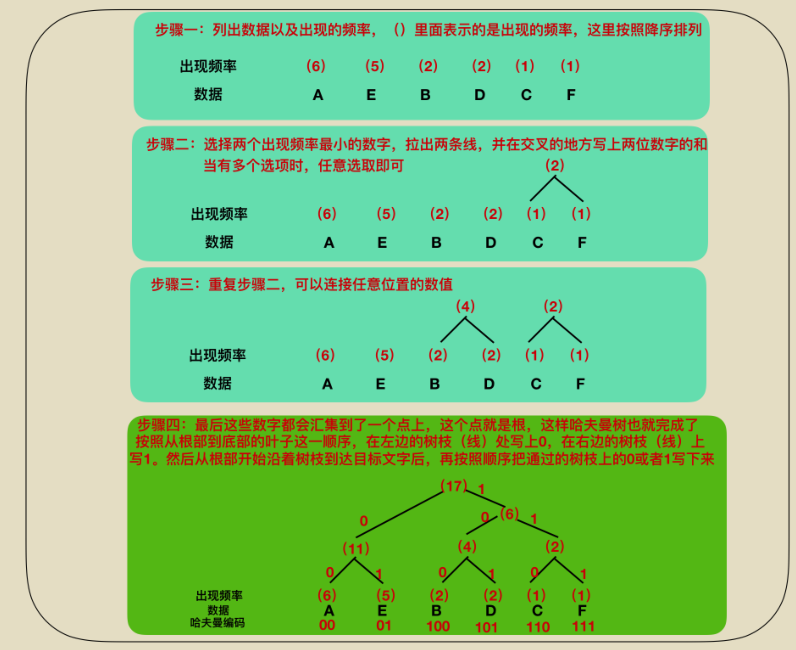 步骤一：列出数据以及出现的频率，（）里面表示的是出现的频率，这里按照降序排列
出现频率 （6） （5） （2） （2） （1） （1）
数据 A E B D C F
步骤二：选择两个出现频率最小的数字，拉出两条线，并在交叉的地方写上两位数字的和
当有多个选项时，任意选取即可 （2）
出现频率 （6） （5） （2） （2） （1） （1）
数据 A E B D C F
步骤三：重复步骤二，可以连接任意位置的数值
（4） （2）
出现频率 （6） （5） （2） （2） （1） （1）
数据 A E B D C F
步骤四：最后这些数字都会汇集到了一个点上，这个点就是根，这样哈夫曼树也就完成了
按照从根部到底部的叶子这一顺序，在左边的树枝（线）处写上0，在右边的树枝（线）上
写1。然后从根部开始沿着树枝到达目标文字后，再按照顺序把通过的树枝上的0或者1写下来
（17） 1
0 0 （6） 1
（11） （4） （2）
0 1 0 1 0 1
出现频率 （6） （5） （2） （2） （1） （1）
数据 A E B D C F
哈夫曼编码 00 01 100 101 110 111